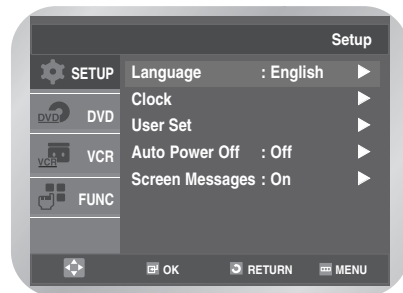 Setup
SETUP
Language : English
Clock
DVD DVD
User Set
VCR VCR
Auto Power Off : Off
Screen Messages : On
FUNC
OK RETURN MENU